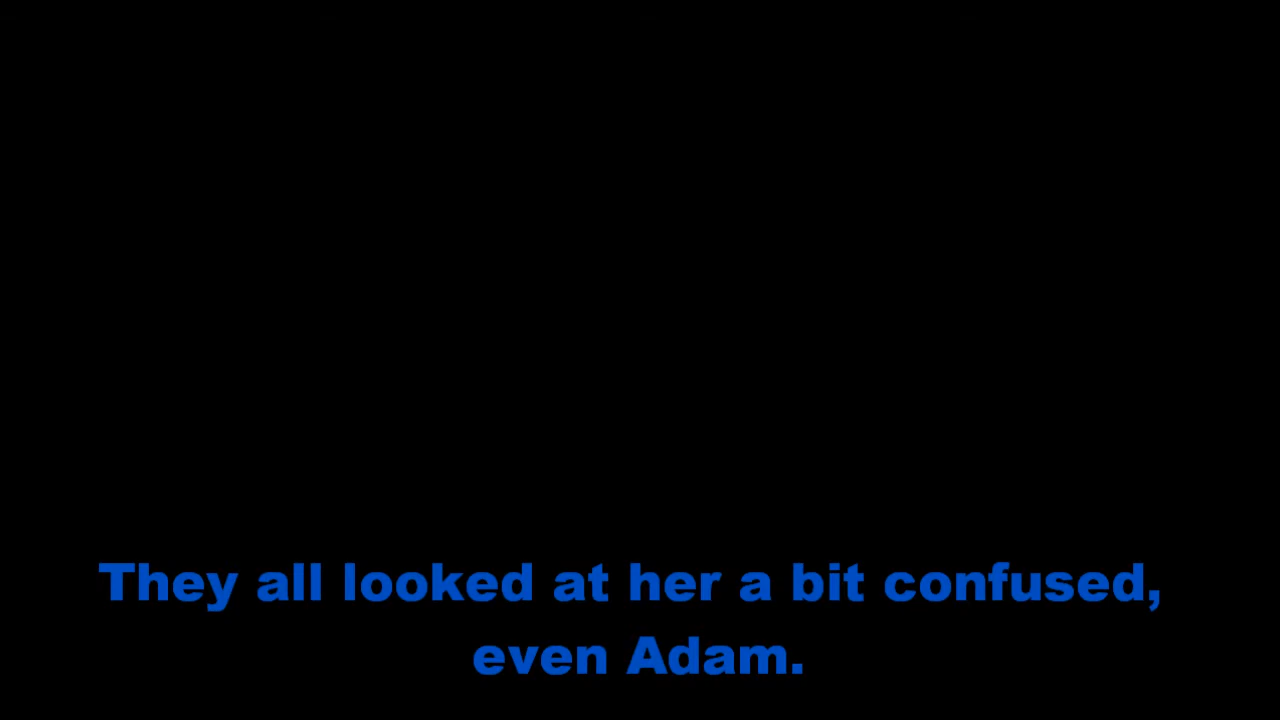 They all looked at her a bit confused,
even Adam.